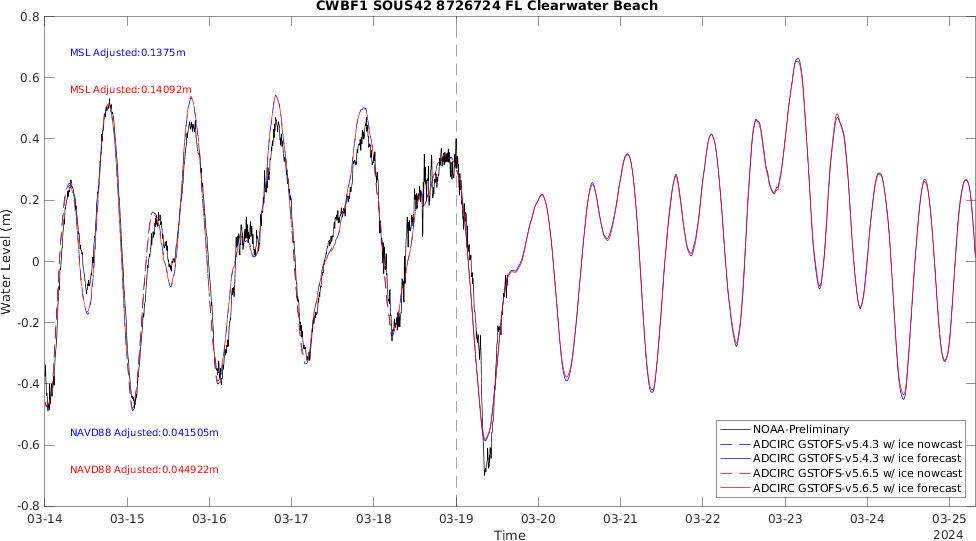 CWBF1 SOUS42 8726724 FL Clearwater Beach
0.8
0.6
0.4
0.2
0
-0.2
-0.4
-0.6
-0.8
Water Level (m)
MSL Adjusted:0.1375m
MSL Adjusted:0.14092m
NAVD88 Adjusted:0.041505m
NAVD88 Adjusted:0.044922m
NOAA-Preliminary
ADCIRC GSTOFS-v5.4.3 w/ ice nowcast
ADCIRC GSTOFS-v5.4.3 w/ ice forecast
ADCIRC GSTOFS-v5.6.5 w/ ice nowcast
ADCIRC GSTOFS-v5.6.5 w/ ice forecast
03-14 03-15 03-16 03-17 03-18 03-19 03-20 03-21 03-22 03-23 03-24 03-25
2024
Time